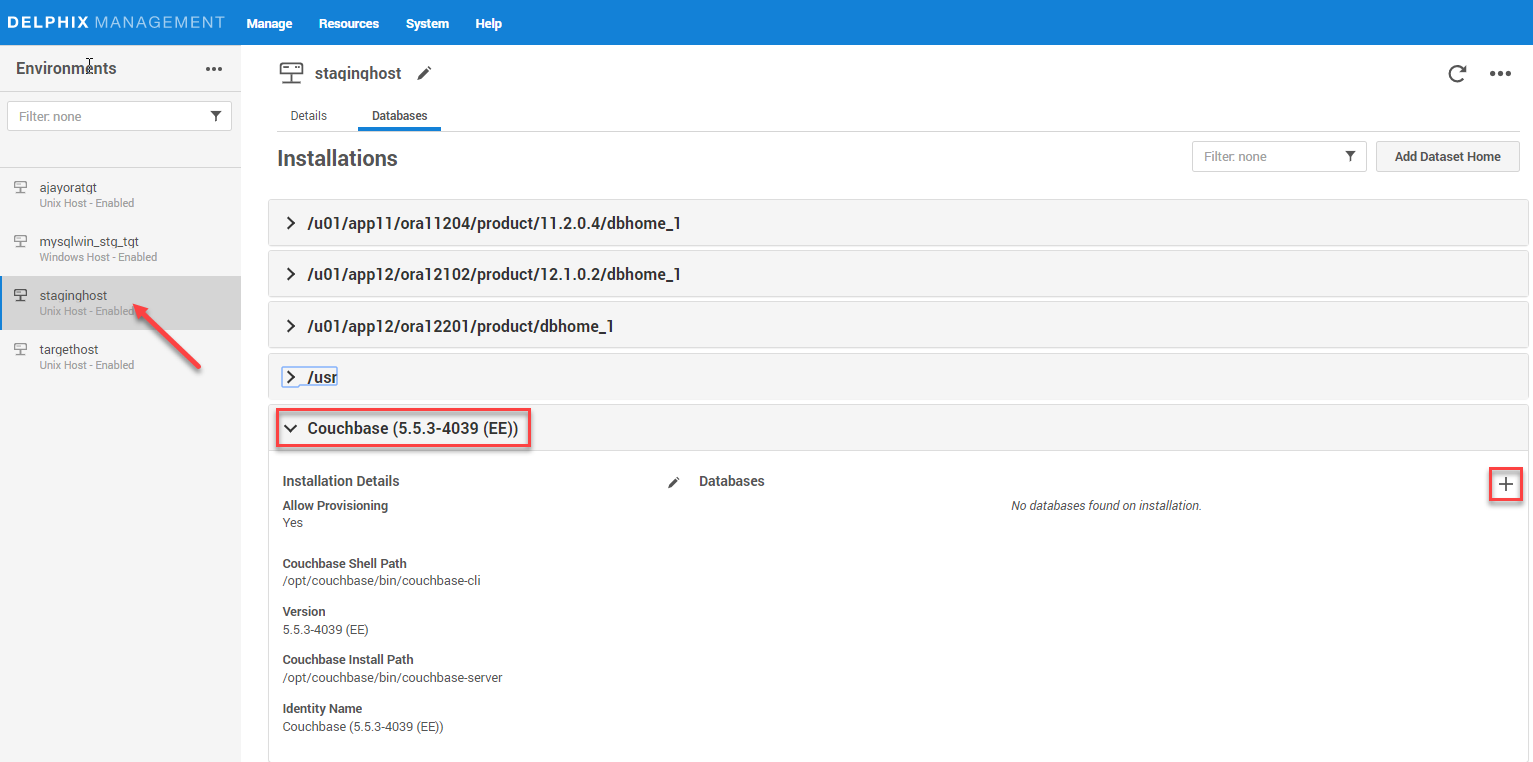 DELPHIX MANAGEMENT Manage Resources System Help
Environments
Filter: none
ajayoratgt
Unix Host - Enabled
mysqlwin_stg_tgt
Windows Host - Enabled
staginghost
Unix Host - Enabled
targethost
Unix Host - Enabled
staginghost
Details Databases
Installations
Filter: none
Add Dataset Home
/u01/app11/ora11204/product/11.2.0.4/dbhome_1
/u01/app12/ora12102/product/12.1.0.2/dbhome_1
/u01/app12/ora12201/product/dbhome_1
/usr
Couchbase (5.5.3-4039 (EE))
Installation Details
Allow Provisioning
Yes
Couchbase Shell Path
/opt/couchbase/bin/couchbase-cli
Version
5.5.3-4039 (EE)
Couchbase Install Path
/opt/couchbase/bin/couchbase-server
Identity Name
Couchbase (5.5.3-4039 (EE))
Databases
No databases found on installation.